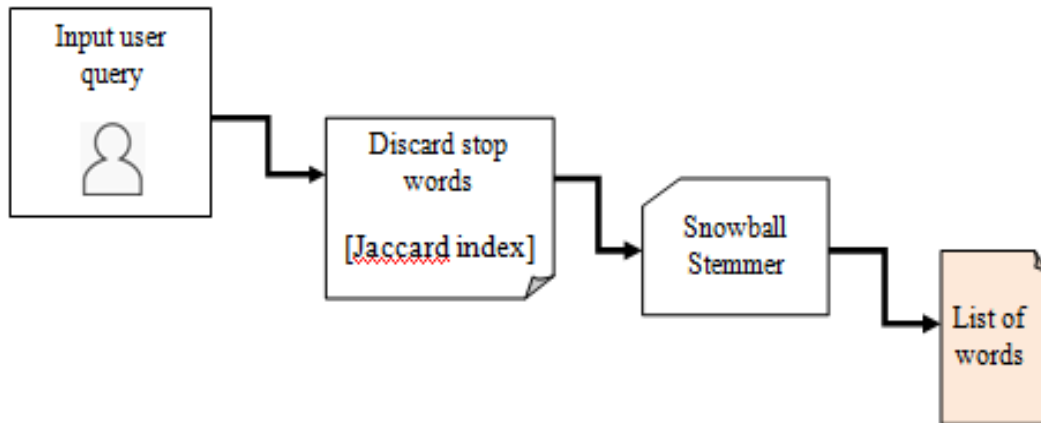 Input user
query
Discard stop
words
[Jaccard index]
Snowball
Stemmer
List of
words